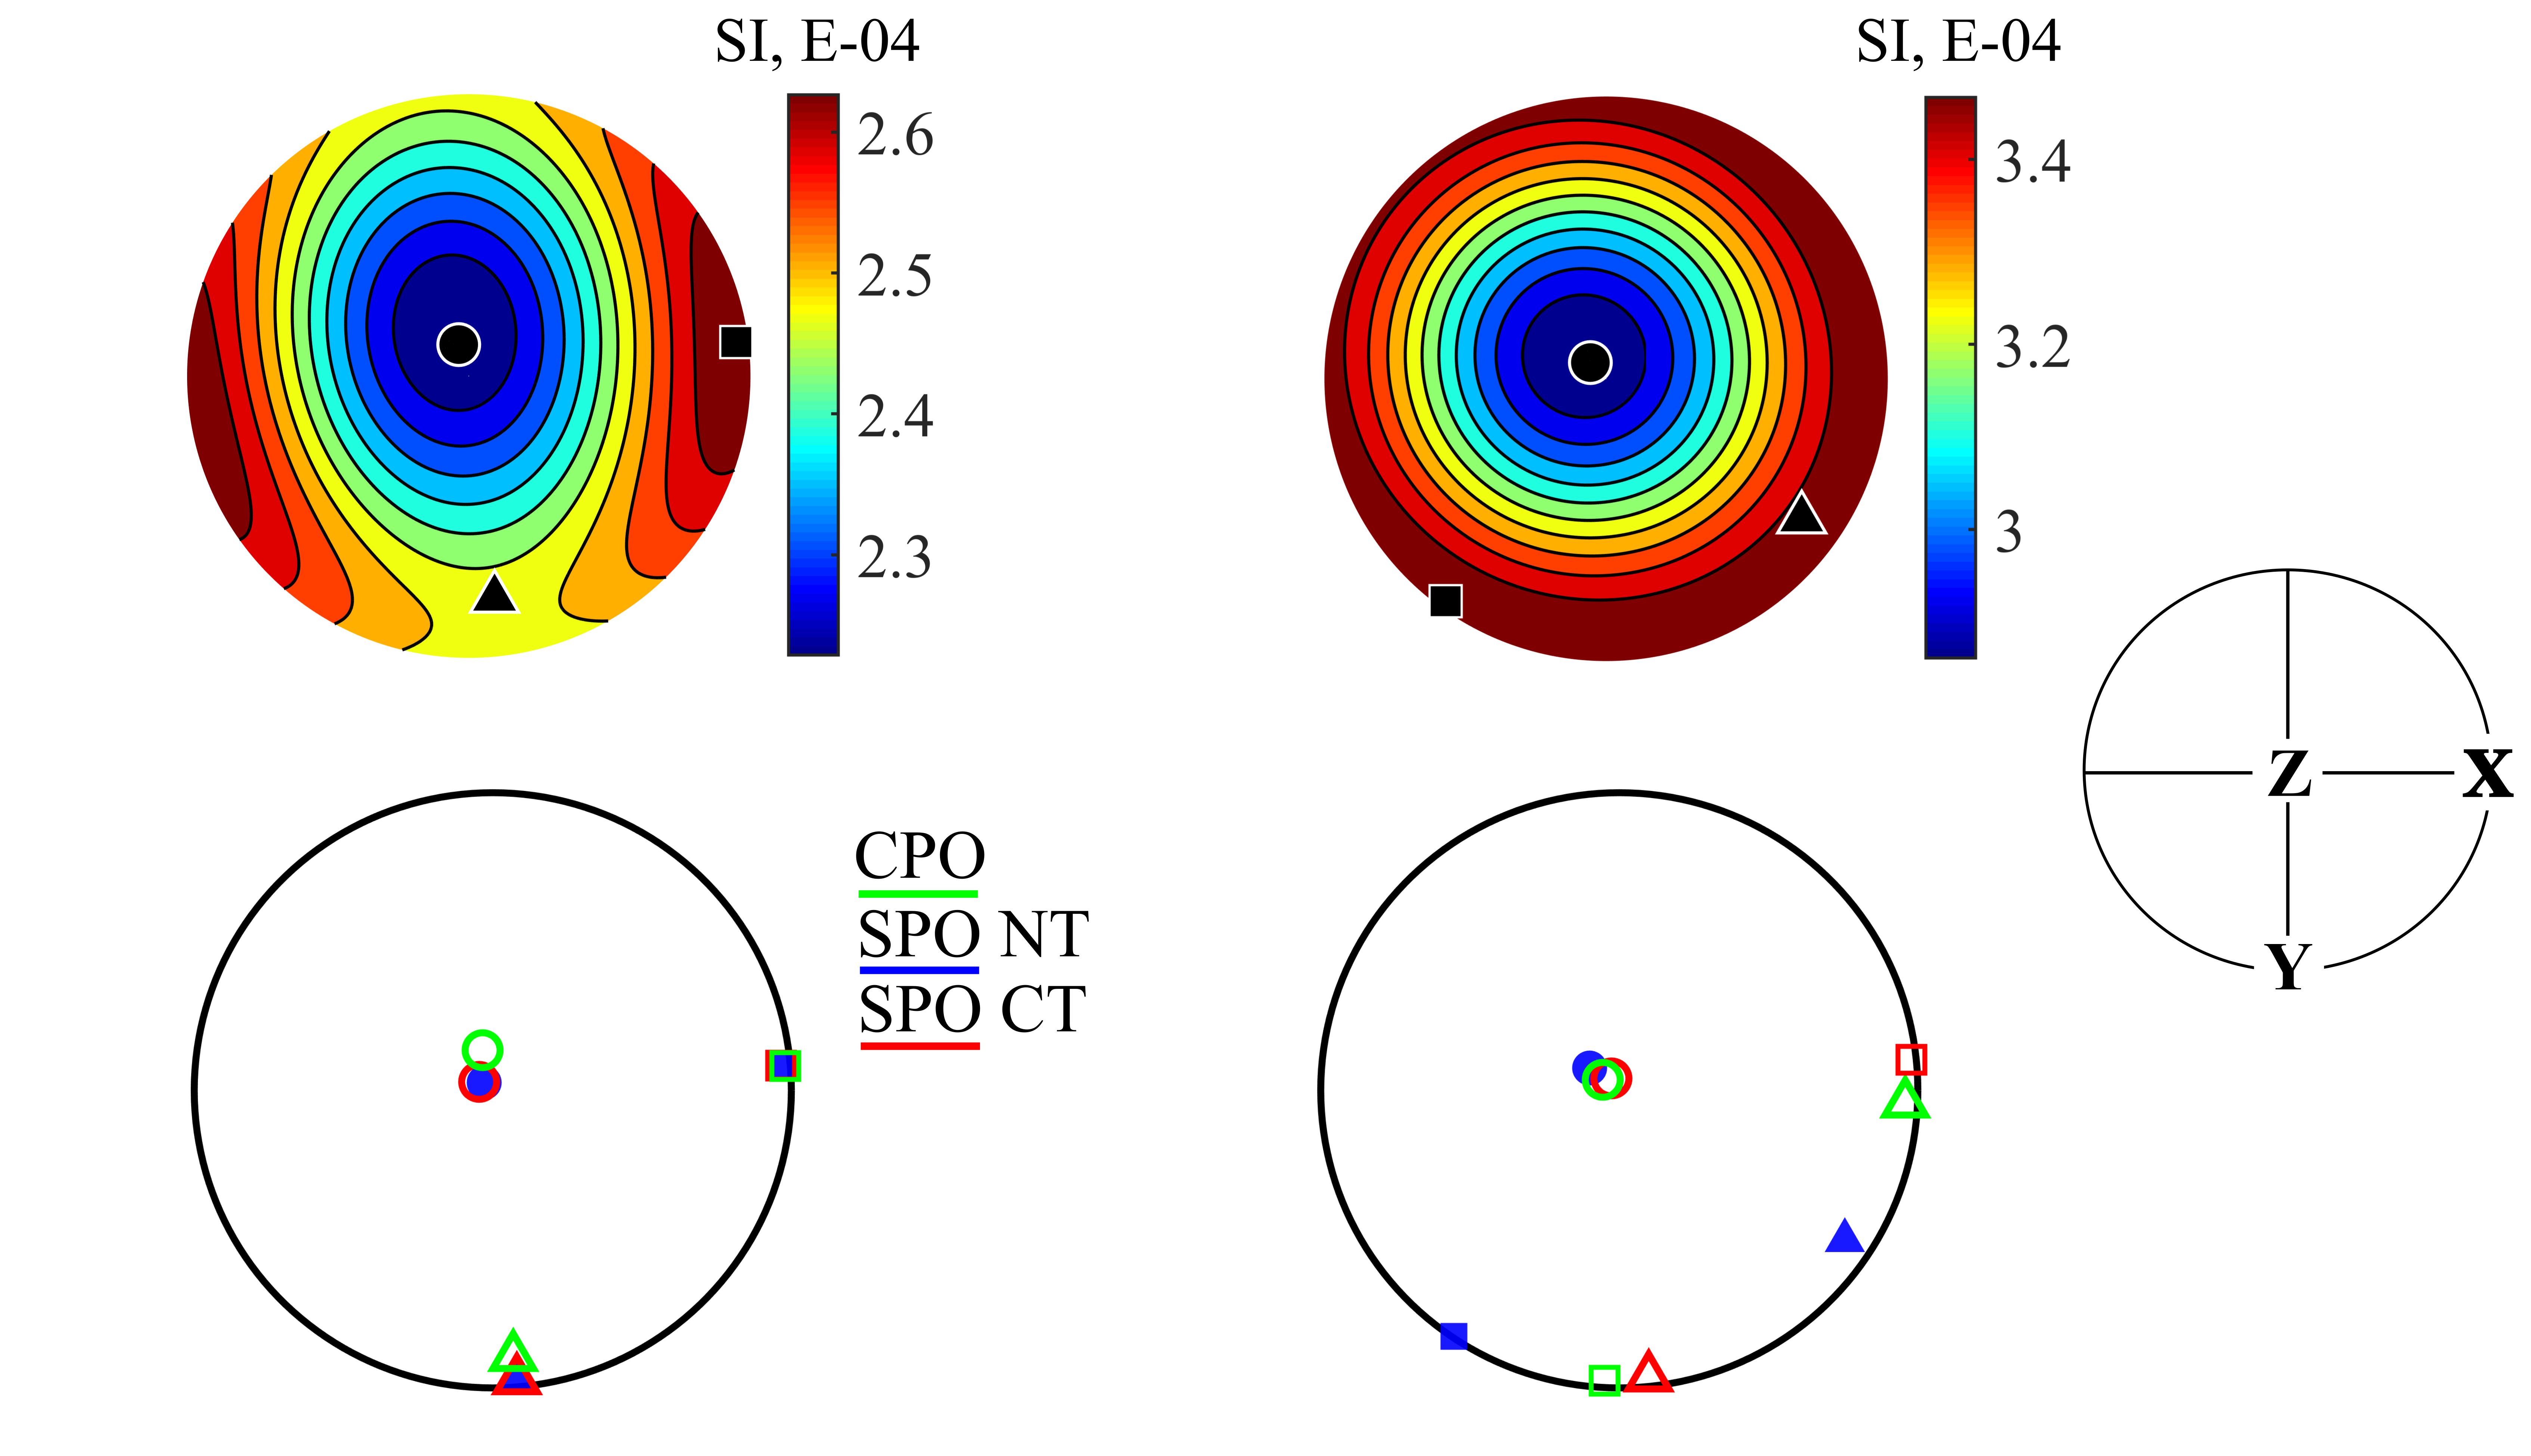 SI, E-04
2.6
2.5
2.4
2.3
SI, E-04
3.4
3.2
3
CPO
SPO NT
SPO CT
Z
X
Y